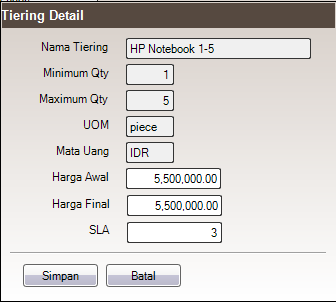 Tiering Detail
Nama Tiering HP Notebook 1-5
Minimum Qty 1
Maximum Qty 5
UOM piece
Mata Uang IDR
Harga Awal 5,500,000.00
Harga Final 5,500,000.00
SLA 3
Simpan Batal